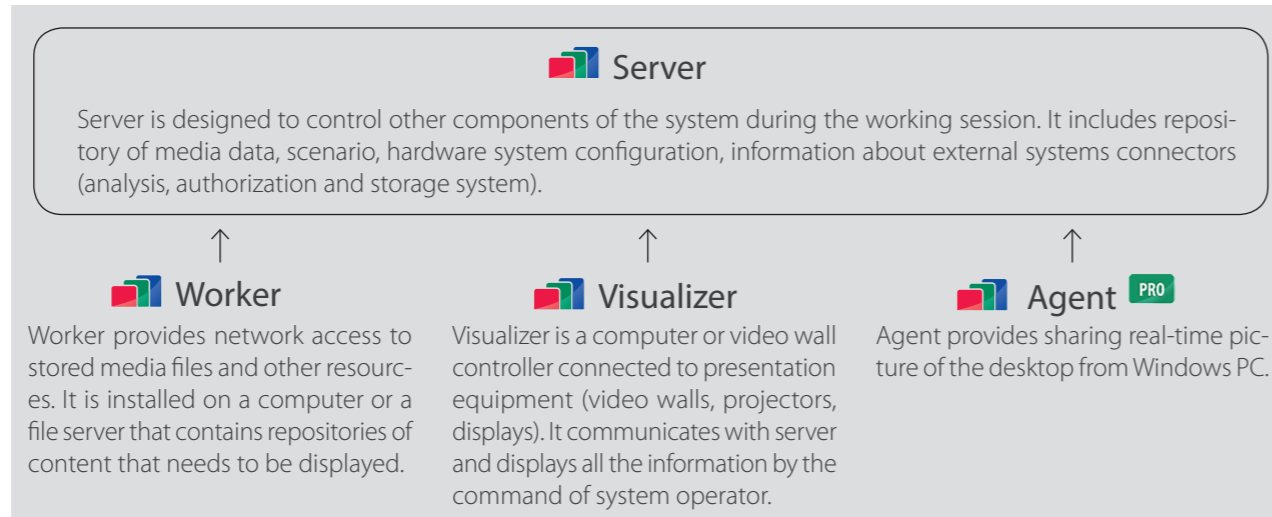 Server
Server is designed to control other components of the system during the working session. It includes reposi-
tory of media data, scenario, hardware system configuration, information about external systems connectors
(analysis, authorization and storage system).
Worker
Worker provides network access to
stored media files and other resourc-
es. It is installed on a computer or a
file server that contains repositories of
content that needs to be displayed.
Visualizer
Visualizer is a computer or video wall
controller connected to presentation
equipment (video walls, projectors,
displays). It communicates with server
and displays all the information by the
command of system operator.
Agent PRO
Agent provides sharing real-time pic-
ture of the desktop from Windows PC.